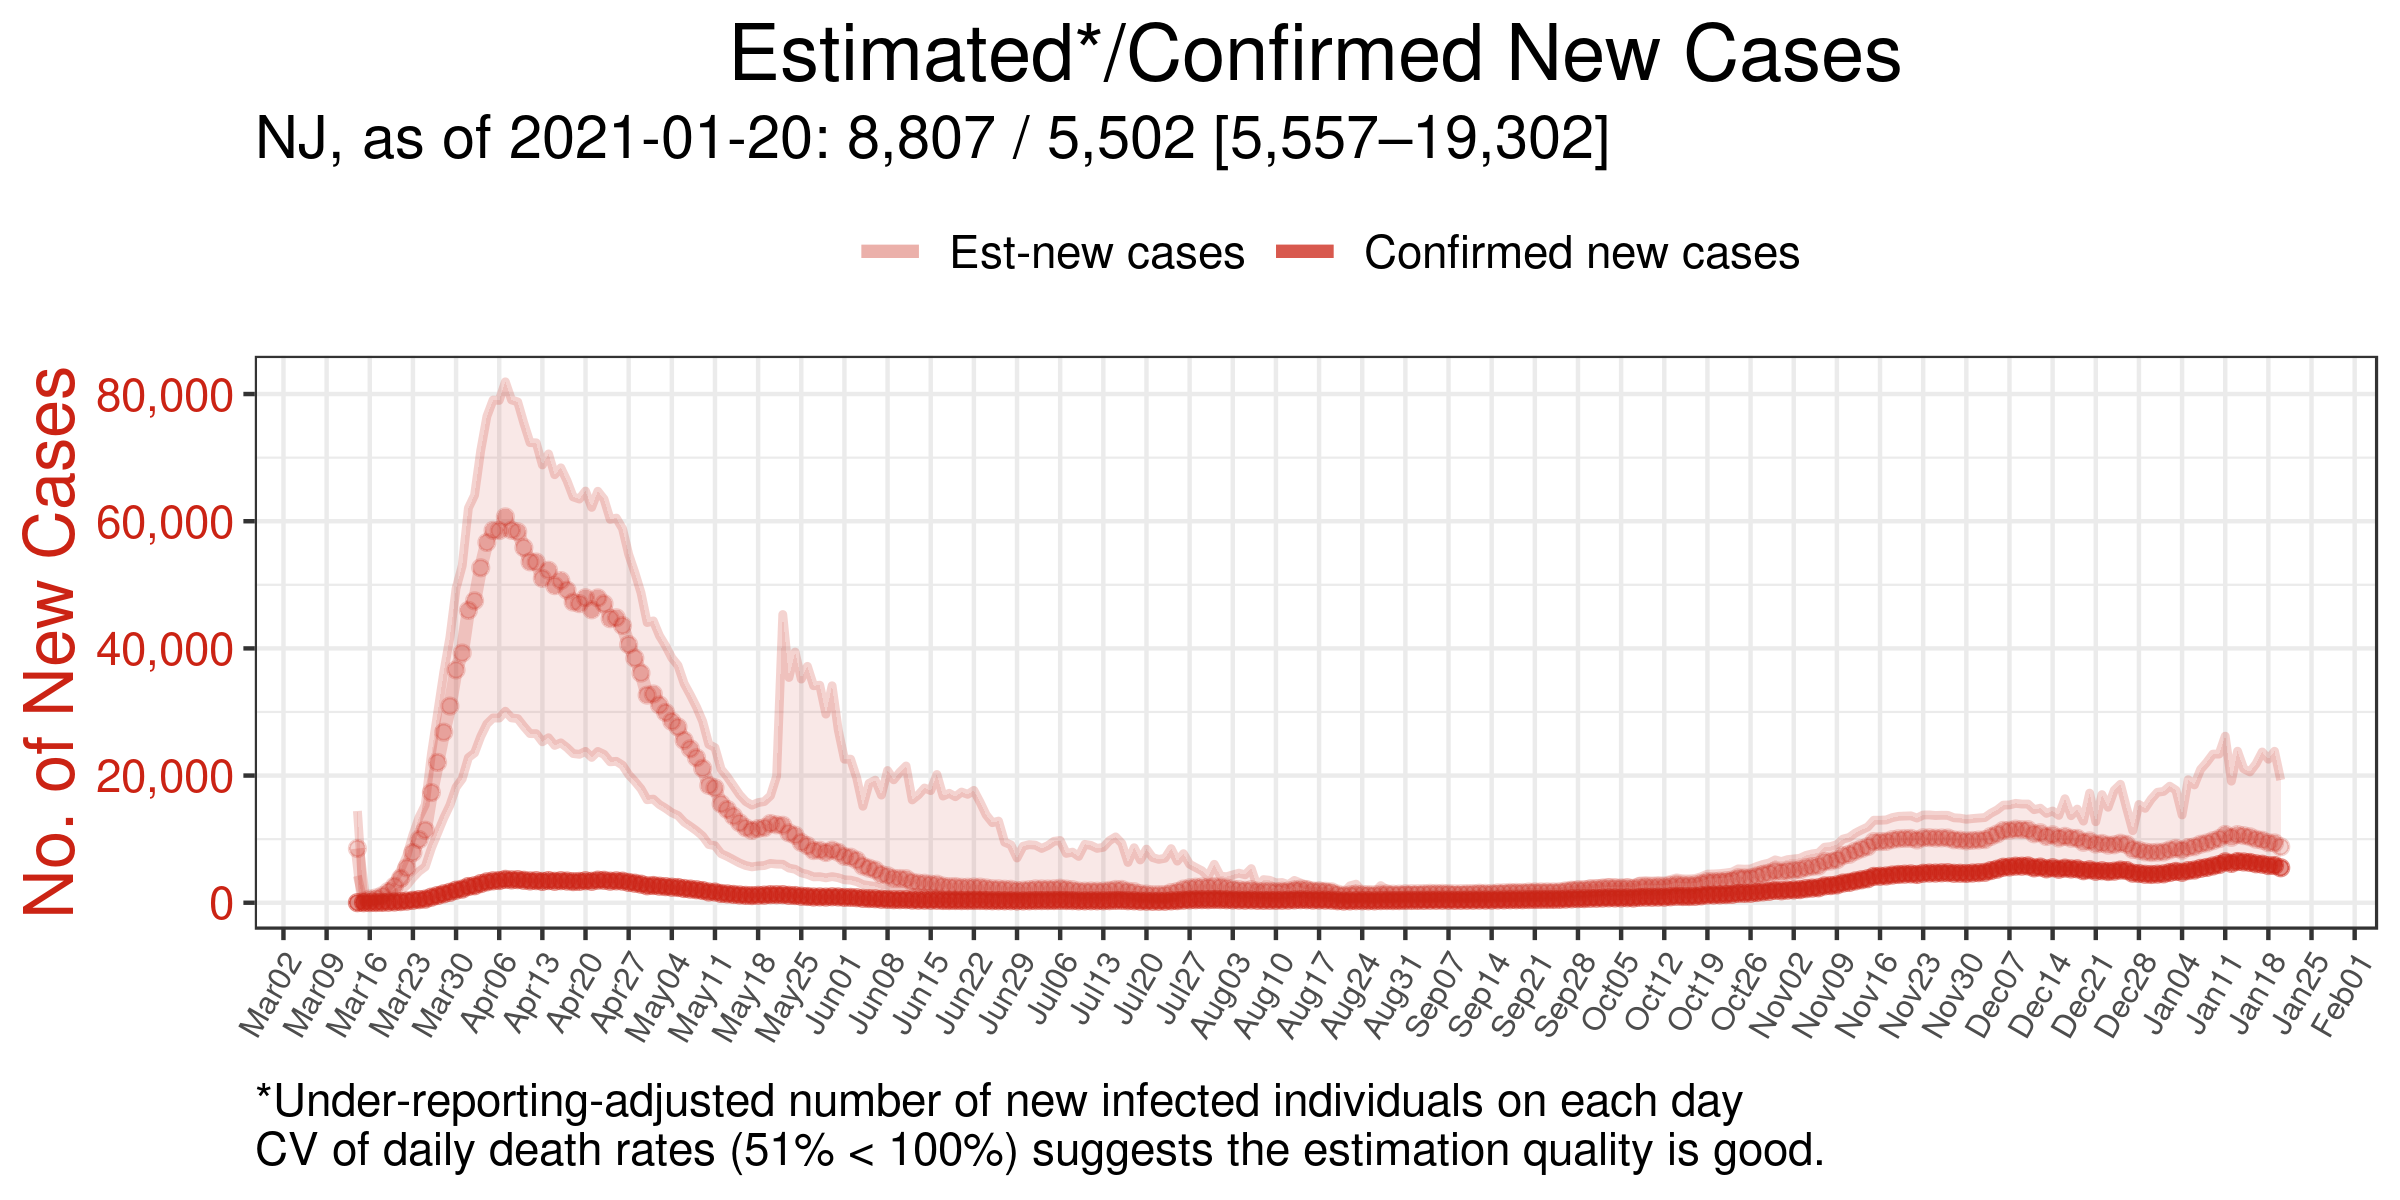 Estimated*/Confirmed New Cases
NJ, as of 2021-01-20: 8,807 / 5,502 [5,557–19,302]
Est-new cases Confirmed new cases
No. of New Cases
80,000
60,000
40,000
20,000
0
Mar02 Mar09 Mar16 Mar23 Mar30 Apr06 Apr13 Apr20 Apr27 May04 May11 May18 May25 Jun01 Jun08 Jun15 Jun22 Jun29 Jul06 Jul13 Jul20 Jul27 Aug03 Aug10 Aug17 Aug24 Aug31 Sep07 Sep14 Sep21 Sep28 Oct05 Oct12 Oct19 Oct26 Nov02 Nov09 Nov16 Nov23 Nov30 Dec07 Dec14 Dec21 Dec28 Jan04 Jan11 Jan18 Jan25 Feb01
*Under-reporting-adjusted number of new infected individuals on each day
CV of daily death rates (51% < 100%) suggests the estimation quality is good.